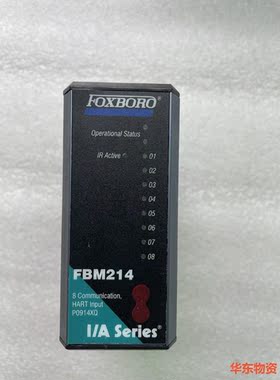 FOXBORO
Operational Status
IR Active
01
02
03
04
05
06
07
08
FBM214
8 Communication,
HART Input
P0914XQ
I/A Series®
华东物资